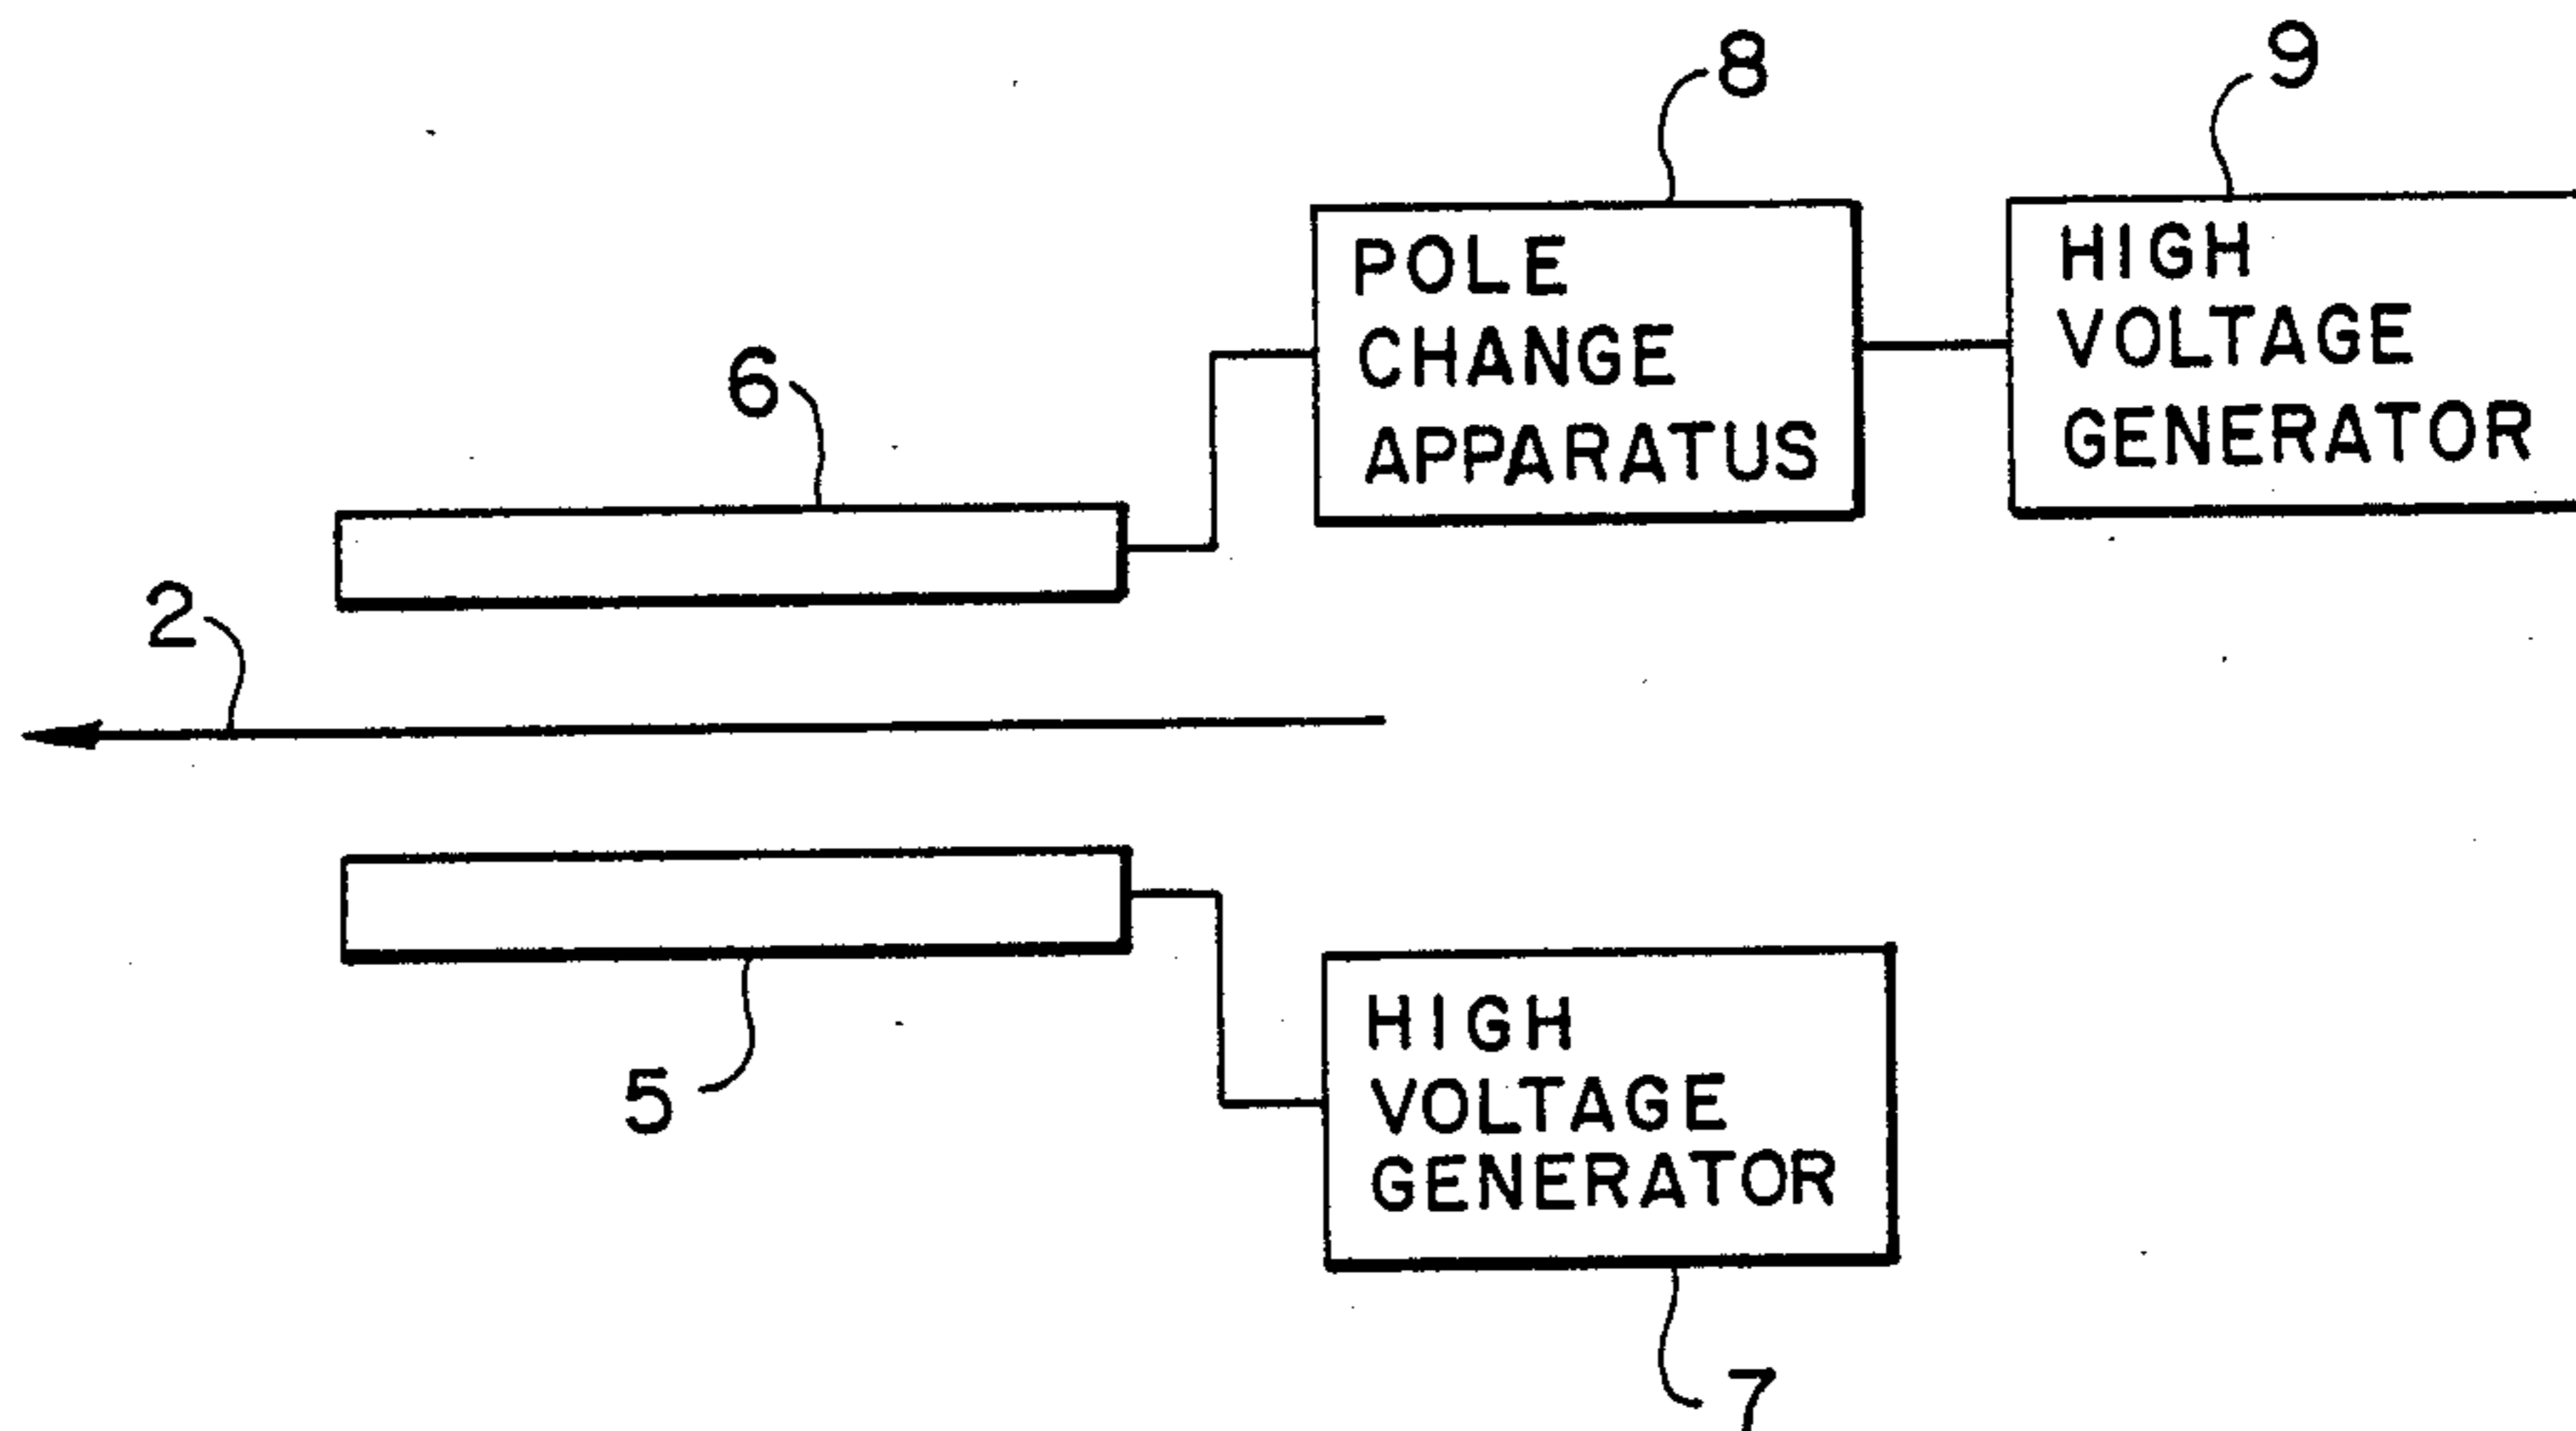 8
9
POLE
CHANGE
APPARATUS
HIGH
VOLTAGE
GENERATOR
6
2
5
HIGH
VOLTAGE
GENERATOR
7